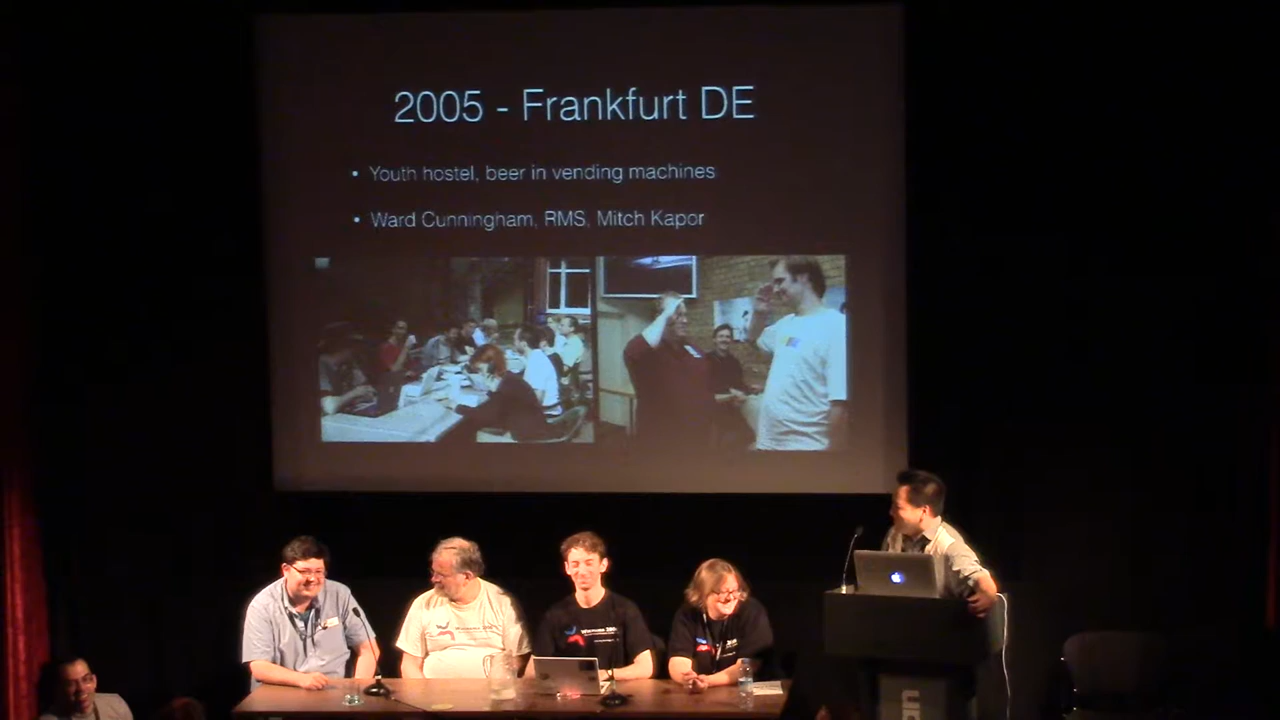 2005 - Frankfurt DE
• Youth hostel, beer in vending machines
• Ward Cunningham, RMS, Mitch Kapor